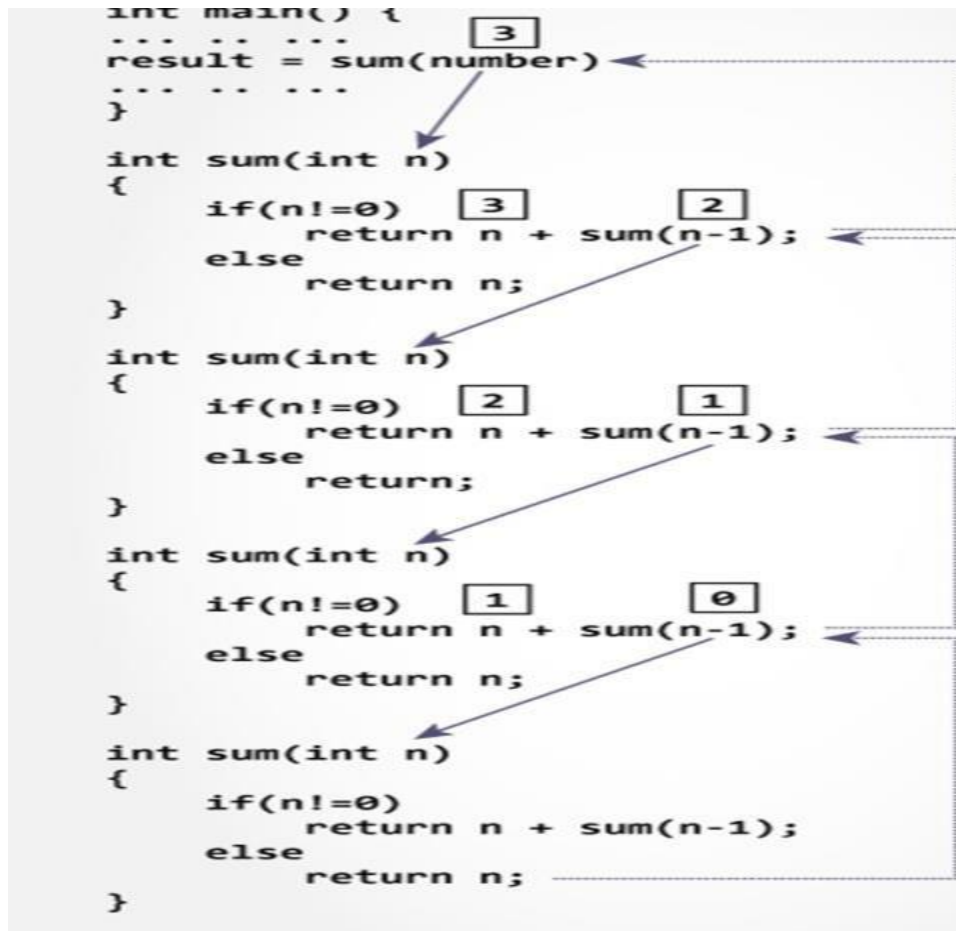 int main() {
... .. ...
3
result = sum(number)
... .. ...
}
int sum(int n)
{
if(n!=0) 3 2
return n + sum(n-1);
else
return n;
}
int sum(int n)
{
if(n!=0) 2 1
return n + sum(n-1);
else
return;
}
int sum(int n)
{
if(n!=0) 1 0
return n + sum(n-1);
else
return n;
}
int sum(int n)
{
if(n!=0)
return n + sum(n-1);
else
return n;
}